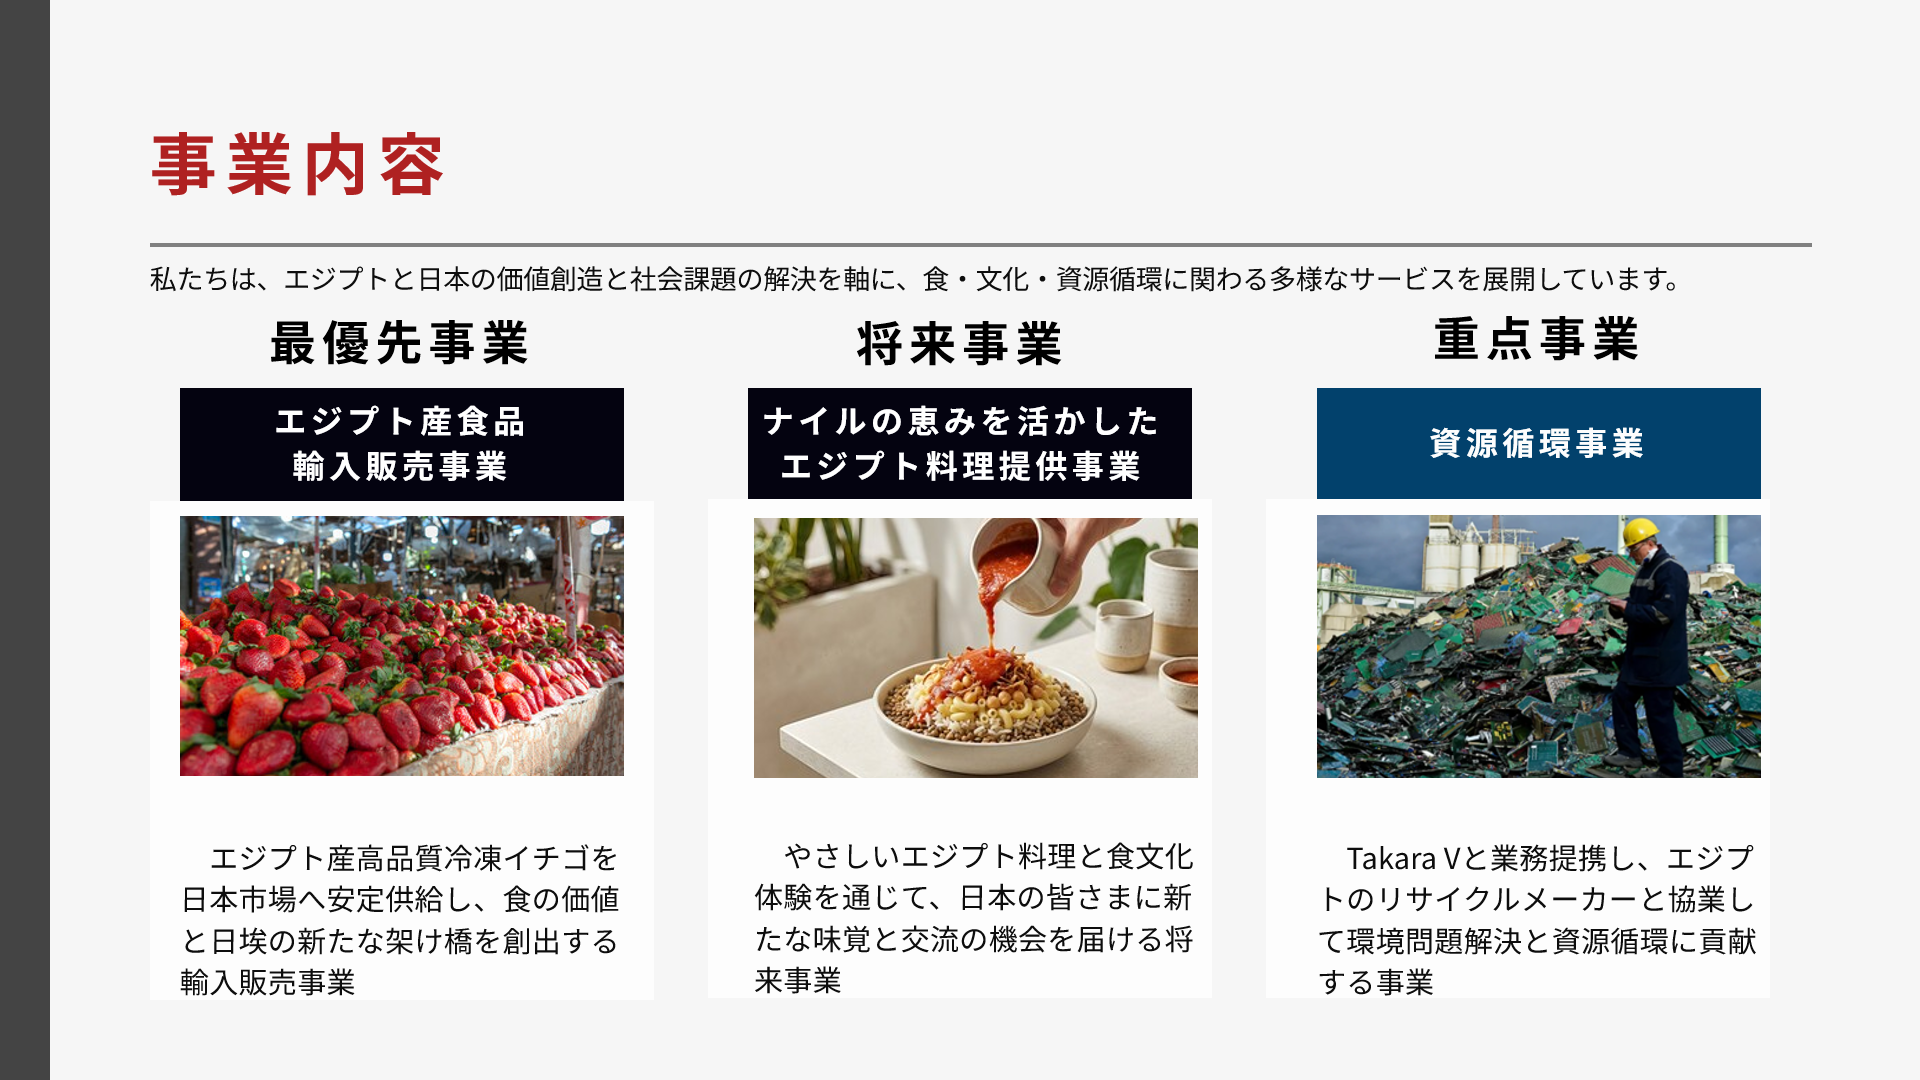 事業内容
私たちは、エジプトと日本の価値創造と社会課題の解決を軸に、食・文化・資源循環に関わる多様なサービスを展開しています。
最優先事業
エジプト産食品
輸入販売事業
エジプト産高品質冷凍イチゴを
日本市場へ安定供給し、食の価値
と日埃の新たな架け橋を創出する
輸入販売事業
将来事業
ナイルの恵みを活かした
エジプト料理提供事業
やさしいエジプト料理と食文化
体験を通じて、日本の皆さまに新
たな味覚と交流の機会を届ける将
来事業
重点事業
資源循環事業
Takara Vと業務提携し、エジプ
トのリサイクルメーカーと協業し
て環境問題解決と資源循環に貢献
する事業